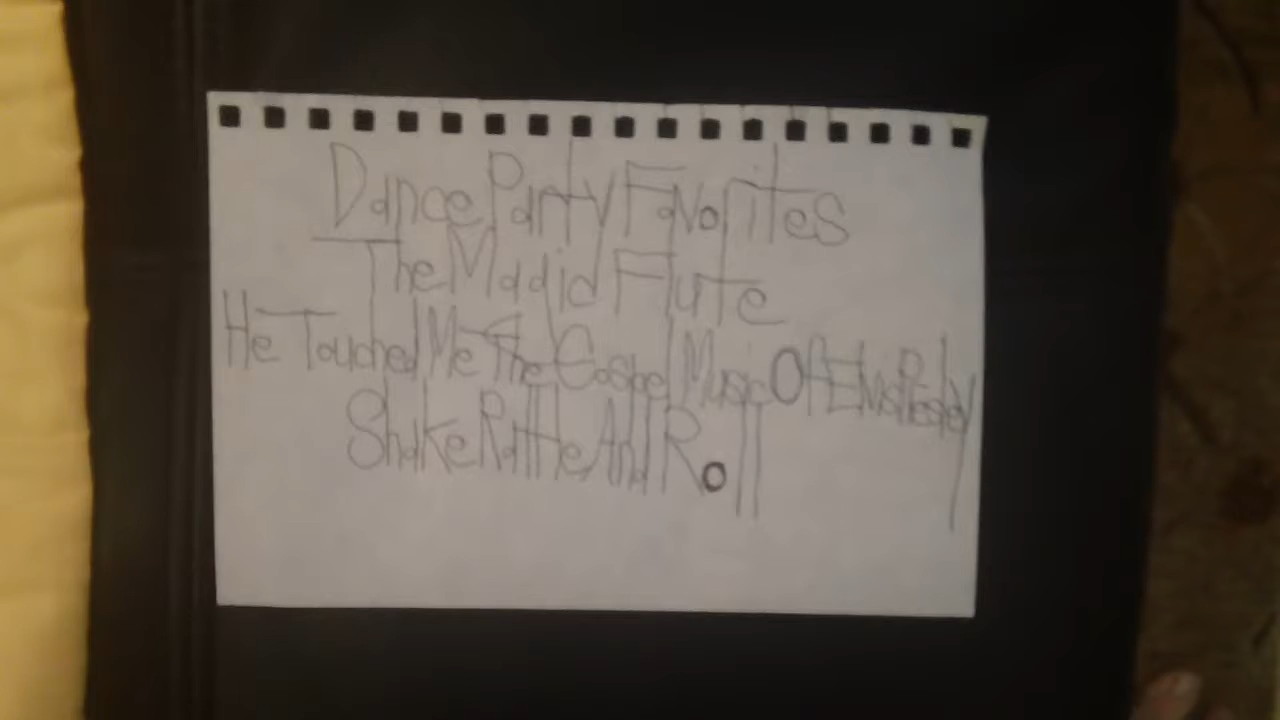 Dance Party Favorites
The Magic Flute
He Touched Me The Gospel Music Of Elvis Presley
Shake Rattle And Roll